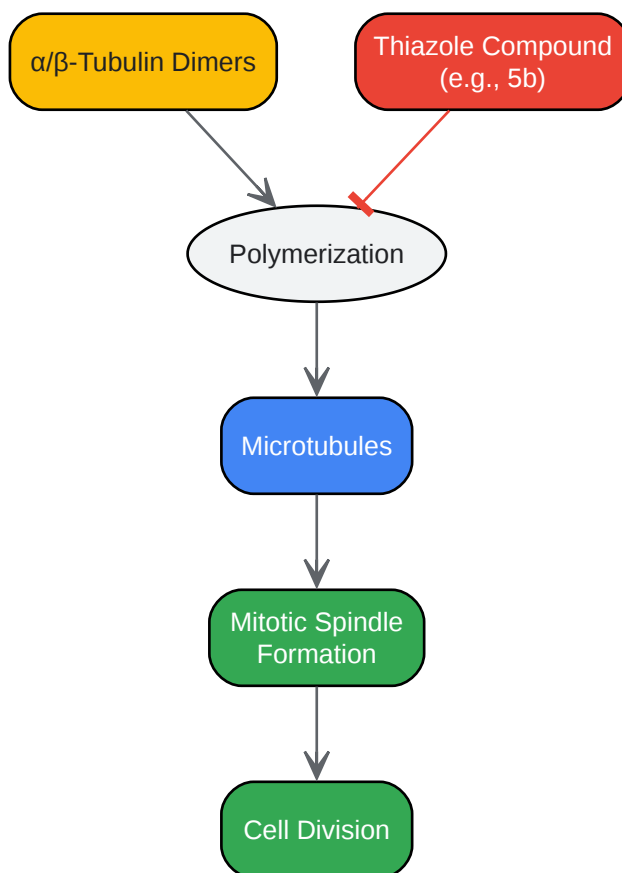 α/β-Tubulin Dimers
Thiazole Compound
(e.g., 5b)
Polymerization
Microtubules
Mitotic Spindle
Formation
Cell Division